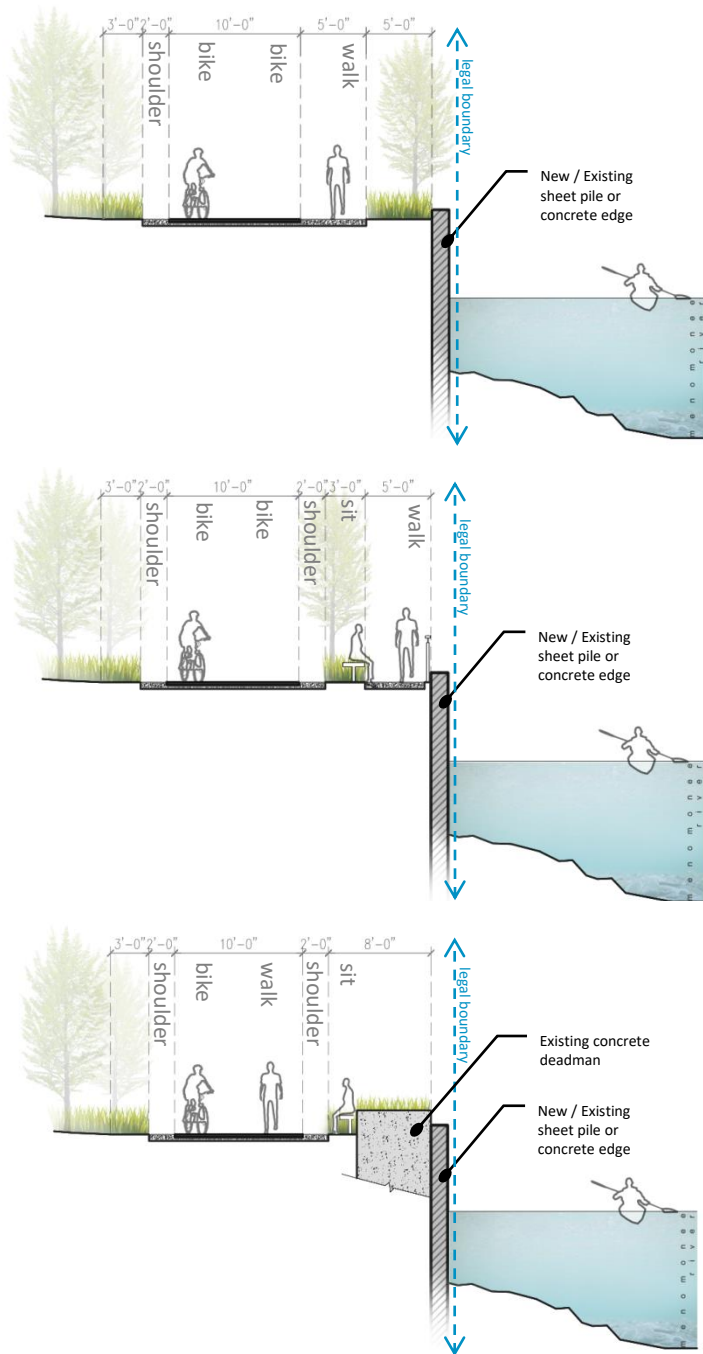 3'-0" 2'-0" 10'-0" 5'-0" 5'-0"
shoulder
bike
bike
walk
legal boundary
New / Existing
sheet pile or
concrete edge
menomonee
river
3'-0" 2'-0" 10'-0" 2'-0" 3'-0" 5'-0"
shoulder
bike
bike
shoulder
sit
walk
legal boundary
New / Existing
sheet pile or
concrete edge
menomonee
river
3'-0" 2'-0" 10'-0" 2'-0" 8'-0"
shoulder
bike
walk
shoulder
sit
legal boundary
Existing concrete
deadman
New / Existing
sheet pile or
concrete edge
menomonee
river